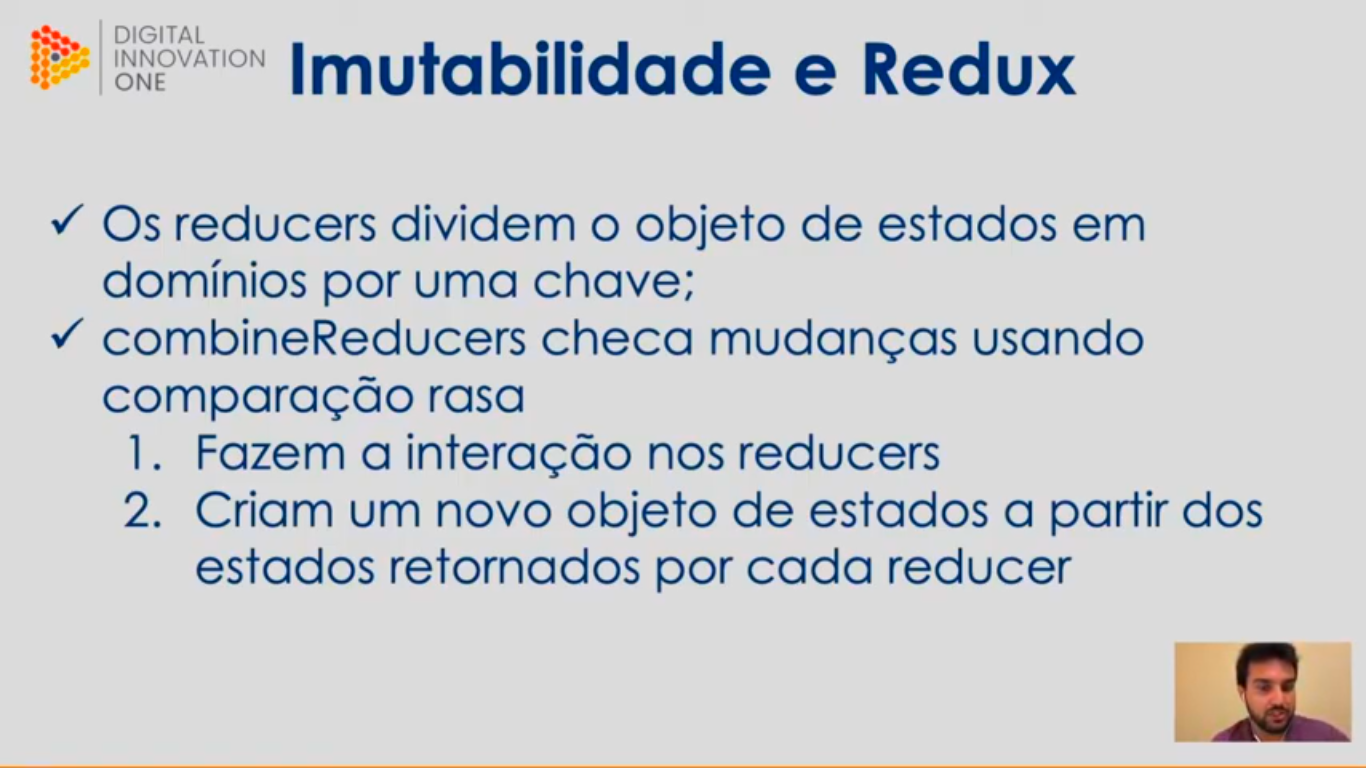 DIGITAL
INNOVATION
ONE
Imutabilidade e Redux
✓ Os reducers dividem o objeto de estados em
domínios por uma chave;
✓ combineReducers checa mudanças usando
comparação rasa
1. Fazem a interação nos reducers
2. Criam um novo objeto de estados a partir dos
estados retornados por cada reducer